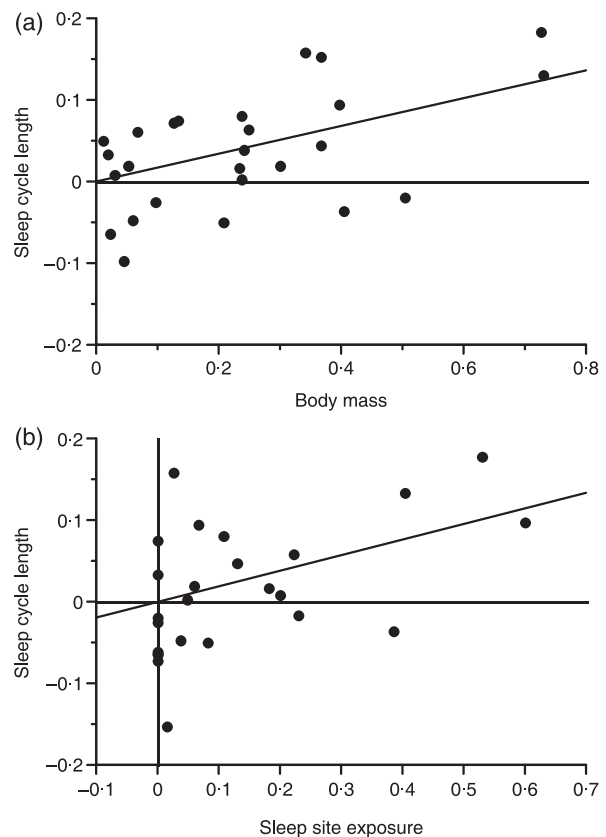 (a)
0·2
0·1
0
−0·1
−0·2
Sleep cycle length
0 0·2 0·4 0·6 0·8
Body mass
(b)
0·2
0·1
0
−0·1
−0·2
Sleep cycle length
−0·1 0 0·1 0·2 0·3 0·4 0·5 0·6 0·7
Sleep site exposure